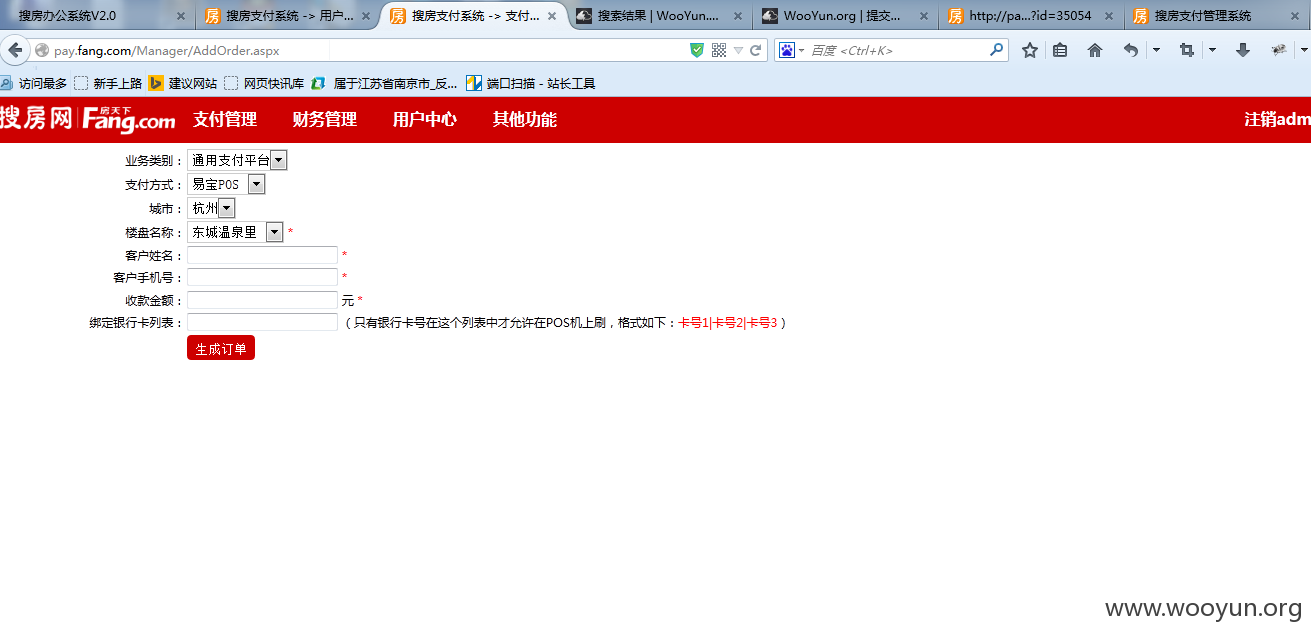 搜房办公系统V2.0 搜房支付系统 -> 用户... 搜房支付系统 -> 支付... 搜索结果 | WooYun.... WooYun.org | 提交... http://pa...?id=35054 搜房支付管理系统
pay.fang.com/Manager/AddOrder.aspx 百度 <Ctrl+K>
访问最多 新手上路 建议网站 网页快讯库 属于江苏省南京市_反... 端口扫描 - 站长工具
搜房网 房天下 Fang.com 支付管理 财务管理 用户中心 其他功能 注销adm
业务类别： 通用支付平台
支付方式： 易宝POS
城市： 杭州
楼盘名称： 东城温泉里 *
客户姓名： *
客户手机号： *
收款金额： 元 *
绑定银行卡列表： （只有银行卡号在这个列表中才允许在POS机上刷，格式如下：卡号1|卡号2|卡号3）
生成订单
www.wooyun.org